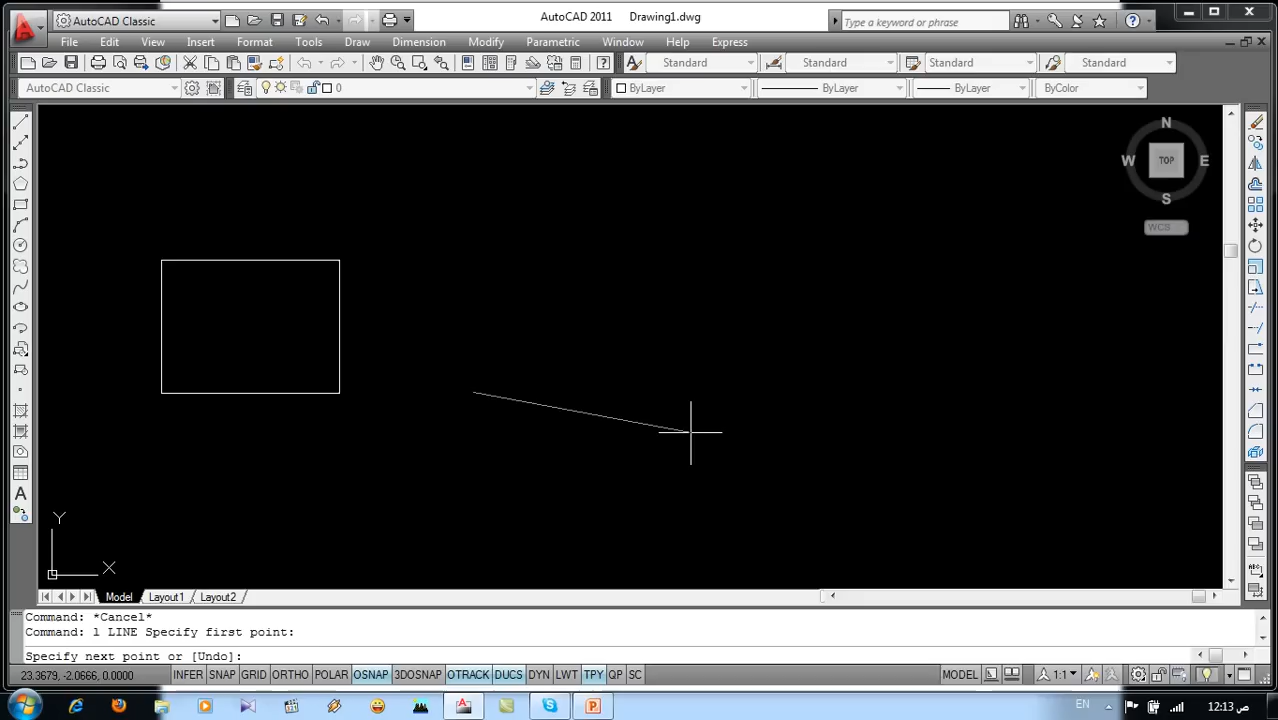 AutoCAD Classic
AutoCAD 2011 Drawing1.dwg
Type a keyword or phrase
File Edit View Insert Format Tools Draw Dimension Modify Parametric Window Help Express
Standard Standard Standard Standard
AutoCAD Classic 0 ByLayer ByLayer ByLayer ByColor
N
W TOP E
S
WCS
A
Y
X
Model Layout1 Layout2
Command: *Cancel*
Command: l LINE Specify first point:
Specify next point or [Undo]:
23.3679, -2.0666, 0.0000 INFER SNAP GRID ORTHO POLAR OSNAP 3DOSNAP OTRACK DUCS DYN LWT TPY QP SC MODEL 1:1
EN 12:13 ص